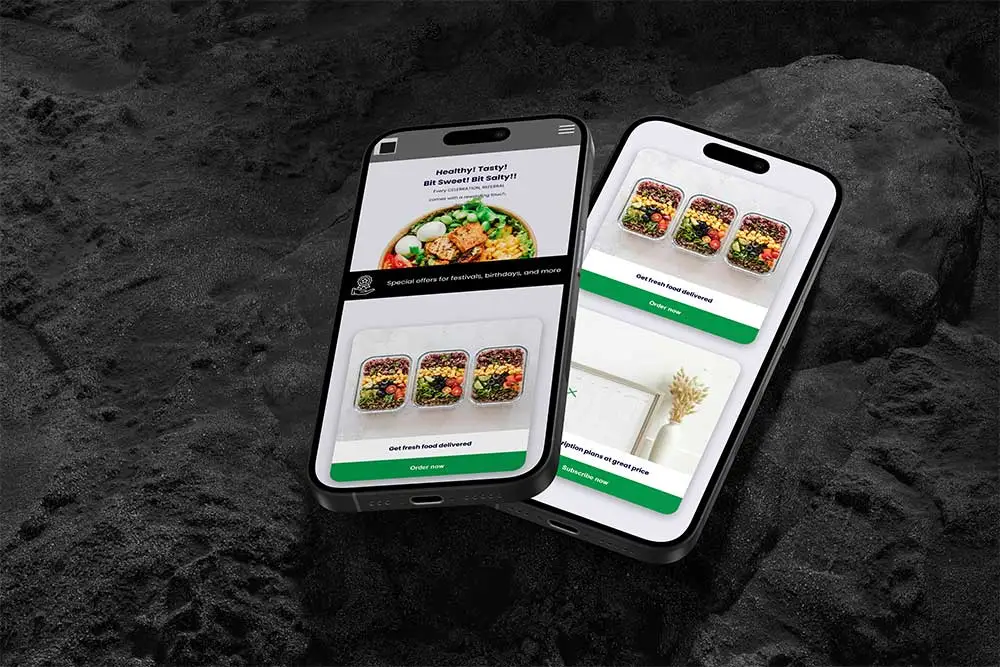 Healthy! Tasty!
Bit Sweet! Bit Salty!!
Every CELEBRATION, REFERRAL
comes with a rewarding touch.
Special offers for festivals, birthdays, and more
Get fresh food delivered
Order now
Get fresh food delivered
Order now
plans at great price
Subscribe now